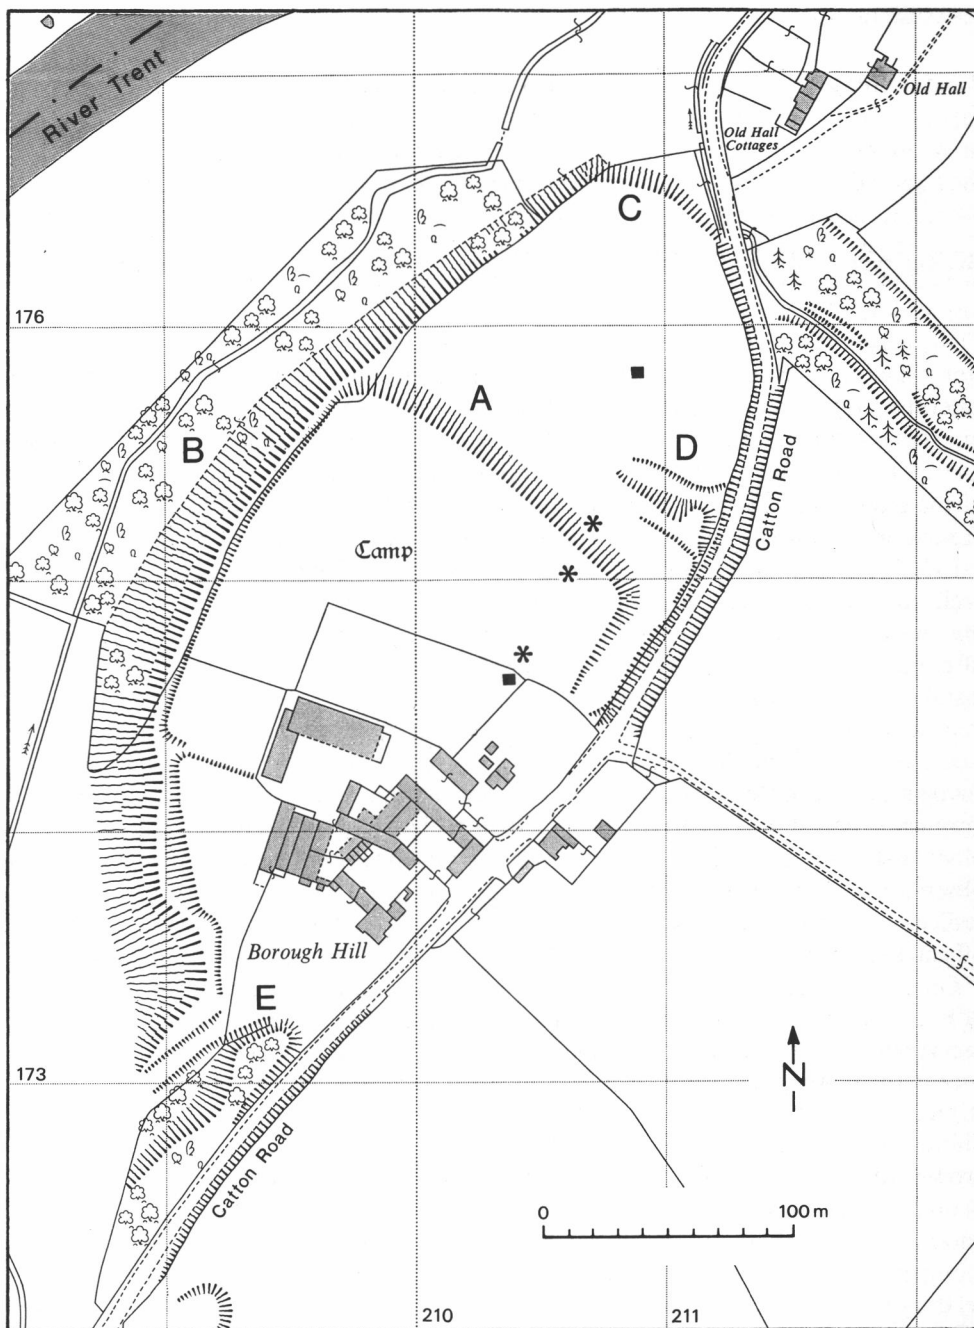 River Trent
Old Hall
Old Hall
Cottages
C
176
A
B
D
Catton Road
Camp
Borough Hill
E
N
173
Catton Road
0 100 m
210 211